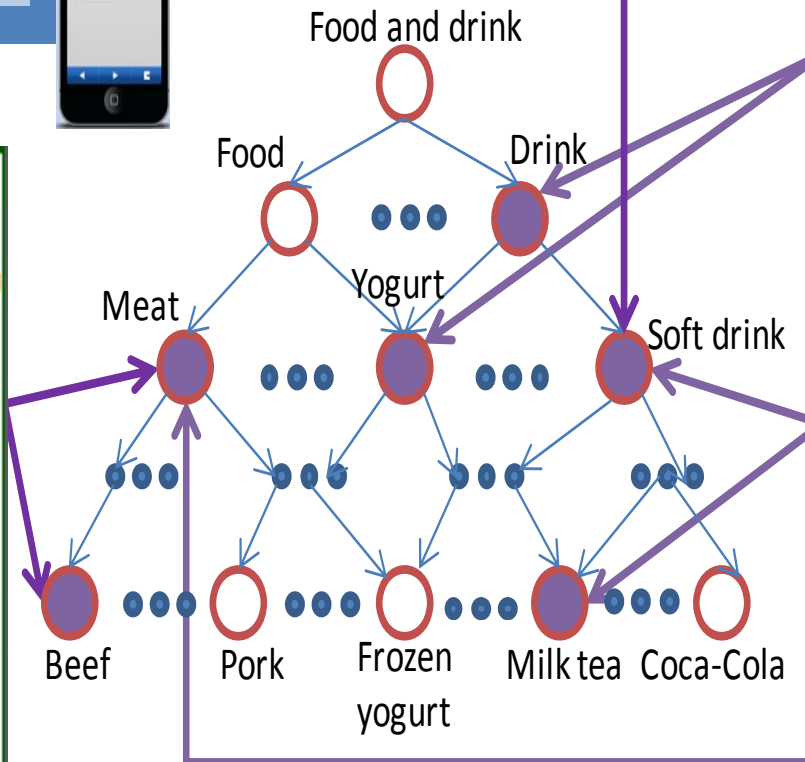 Food and drink
Food
Drink
Yogurt
Meat
Soft drink
Beef
Pork
Frozen
yogurt
Milk tea
Coca-Cola